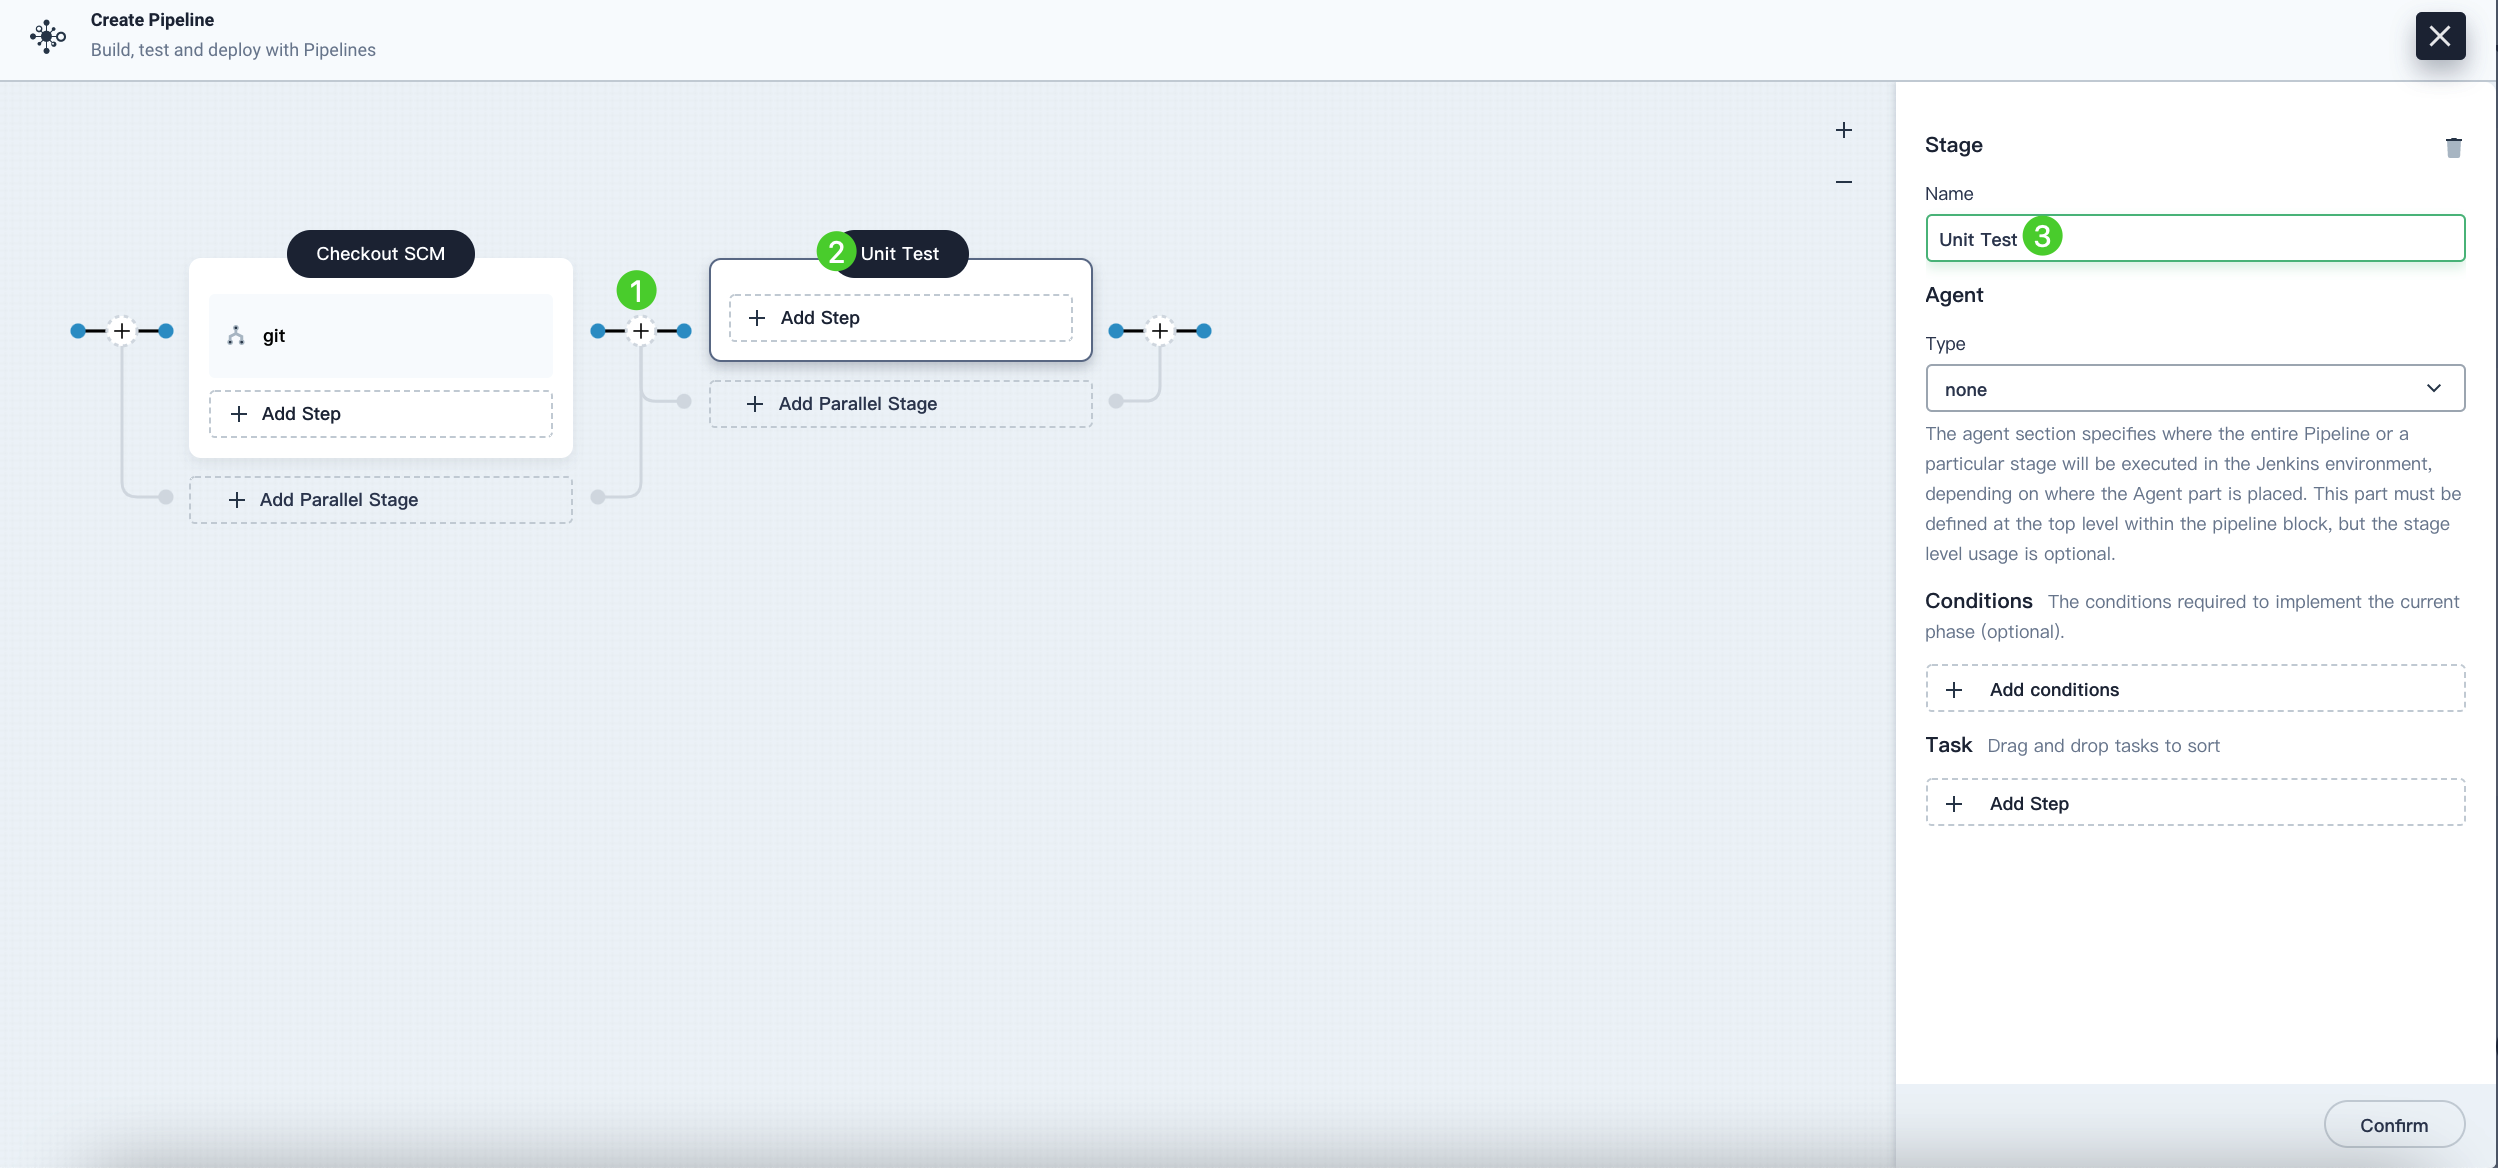 Create Pipeline
Build, test and deploy with Pipelines
Checkout SCM
git
Add Step
Add Parallel Stage
1
2
Unit Test
Add Step
Add Parallel Stage
Stage
Name
Unit Test 3
Agent
Type
none
The agent section specifies where the entire Pipeline or a
particular stage will be executed in the Jenkins environment,
depending on where the Agent part is placed. This part must be
defined at the top level within the pipeline block, but the stage
level usage is optional.
Conditions The conditions required to implement the current
phase (optional).
Add conditions
Task Drag and drop tasks to sort
Add Step
Confirm